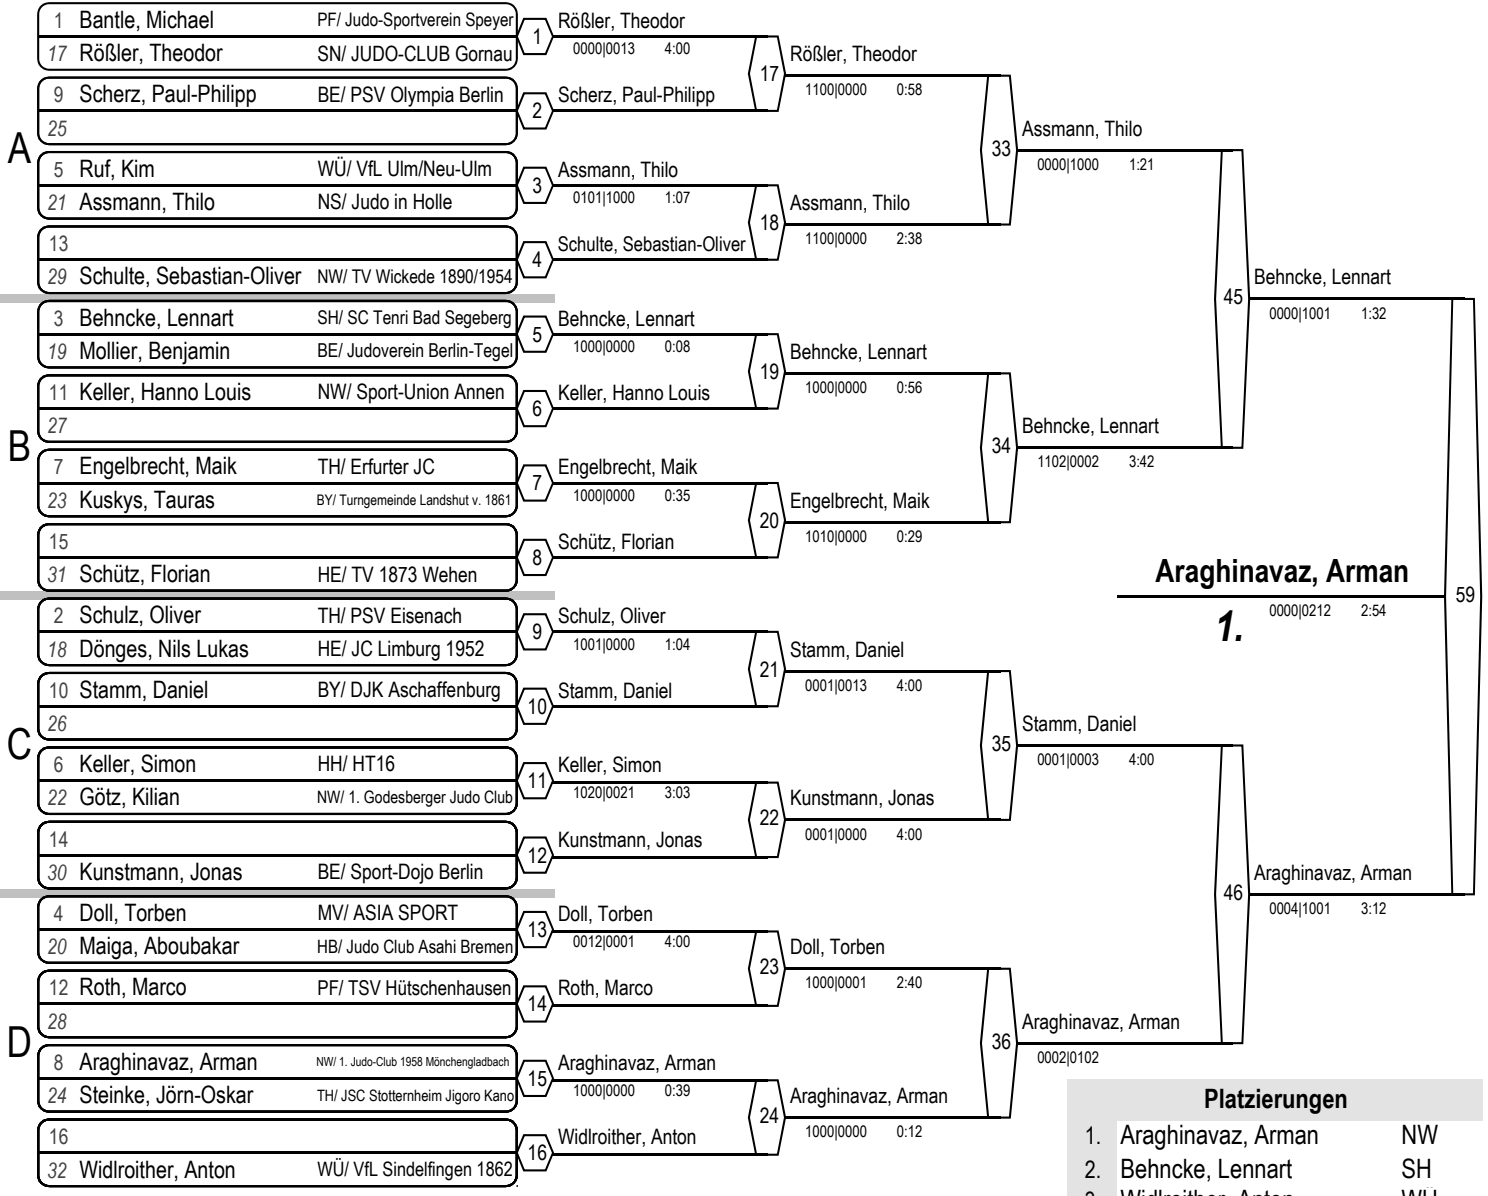 1 Bantle, Michael PF/ Judo-Sportverein Speyer
17 Rößler, Theodor SN/ JUDO-CLUB Gornau
1
Rößler, Theodor
0000|0013 4:00
9 Scherz, Paul-Philipp BE/ PSV Olympia Berlin
25
2
Scherz, Paul-Philipp
17
Rößler, Theodor
1100|0000 0:58
A
5 Ruf, Kim WÜ/ VfL Ulm/Neu-Ulm
21 Assmann, Thilo NS/ Judo in Holle
3
Assmann, Thilo
0101|1000 1:07
13
29 Schulte, Sebastian-Oliver NW/ TV Wickede 1890/1954
4
Schulte, Sebastian-Oliver
18
Assmann, Thilo
1100|0000 2:38
33
Assmann, Thilo
0000|1000 1:21
3 Behncke, Lennart SH/ SC Tenri Bad Segeberg
19 Mollier, Benjamin BE/ Judoverein Berlin-Tegel
5
Behncke, Lennart
1000|0000 0:08
11 Keller, Hanno Louis NW/ Sport-Union Annen
27
6
Keller, Hanno Louis
19
Behncke, Lennart
1000|0000 0:56
B
7 Engelbrecht, Maik TH/ Erfurter JC
23 Kuskys, Tauras BY/ Turngemeinde Landshut v. 1861
7
Engelbrecht, Maik
1000|0000 0:35
15
31 Schütz, Florian HE/ TV 1873 Wehen
8
Schütz, Florian
20
Engelbrecht, Maik
1010|0000 0:29
34
Behncke, Lennart
1102|0002 3:42
45
Behncke, Lennart
0000|1001 1:32
2 Schulz, Oliver TH/ PSV Eisenach
18 Dönges, Nils Lukas HE/ JC Limburg 1952
9
Schulz, Oliver
1001|0000 1:04
10 Stamm, Daniel BY/ DJK Aschaffenburg
26
10
Stamm, Daniel
21
Stamm, Daniel
0001|0013 4:00
C
6 Keller, Simon HH/ HT16
22 Götz, Kilian NW/ 1. Godesberger Judo Club
11
Keller, Simon
1020|0021 3:03
14
30 Kunstmann, Jonas BE/ Sport-Dojo Berlin
12
Kunstmann, Jonas
22
Kunstmann, Jonas
0001|0000 4:00
35
Stamm, Daniel
0001|0003 4:00
4 Doll, Torben MV/ ASIA SPORT
20 Maiga, Aboubakar HB/ Judo Club Asahi Bremen
13
Doll, Torben
0012|0001 4:00
12 Roth, Marco PF/ TSV Hütschenhausen
28
14
Roth, Marco
23
Doll, Torben
1000|0001 2:40
D
8 Araghinavaz, Arman NW/ 1. Judo-Club 1958 Mönchengladbach
24 Steinke, Jörn-Oskar TH/ JSC Stotternheim Jigoro Kano
15
Araghinavaz, Arman
1000|0000 0:39
16
32 Widlroither, Anton WÜ/ VfL Sindelfingen 1862
16
Widlroither, Anton
24
Araghinavaz, Arman
1000|0000 0:12
36
Araghinavaz, Arman
0002|0102
46
Araghinavaz, Arman
0004|1001 3:12
59
Araghinavaz, Arman
1. 0000|0212 2:54
Platzierungen
1. Araghinavaz, Arman NW
2. Behncke, Lennart SH
3. Widlroither, Anton WÜ